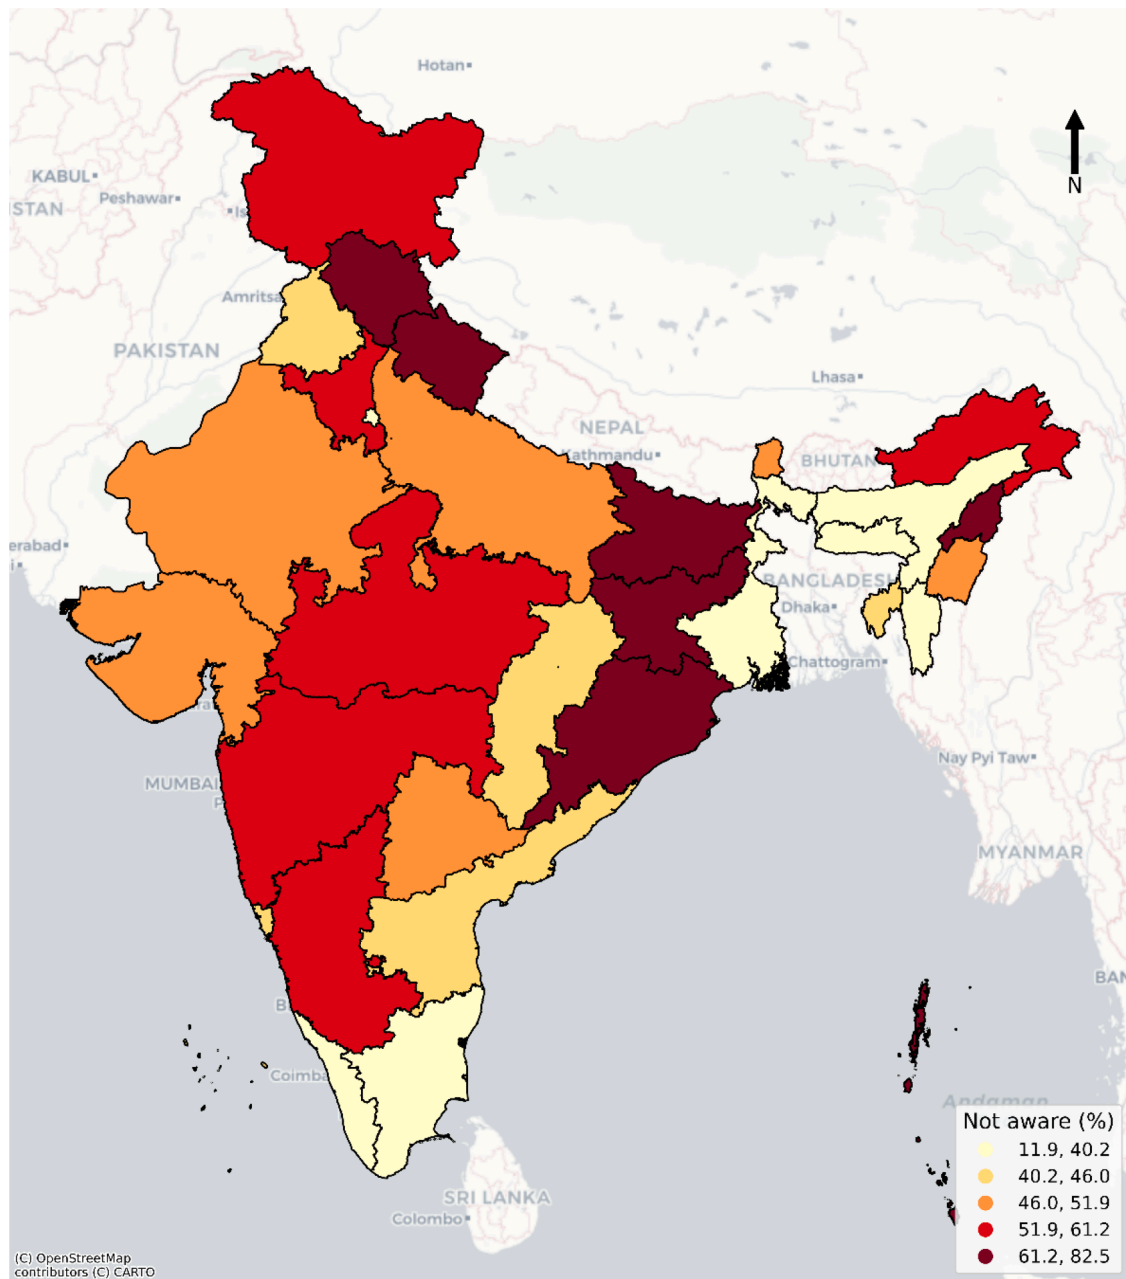 Hotan
N
KABUL
Peshawar
STAN
Is
Amritsa
PAKISTAN
Lhasa
NEPAL
Kathmandu
BHUTAN
erabad
BANGLADESH
Dhaka
Chattogram
Nay Pyi Taw
MUMBAI
P
MYANMAR
BAN
B
Coimba
Andaman
SRI LANKA
Colombo
Not aware (%)
11.9, 40.2
40.2, 46.0
46.0, 51.9
51.9, 61.2
61.2, 82.5
(C) OpenStreetMap
contributors (C) CARTO